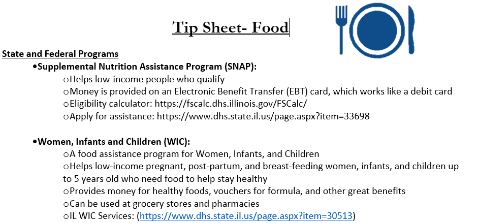 Tip Sheet- Food
State and Federal Programs
•Supplemental Nutrition Assistance Program (SNAP):
oHelps low-income people who qualify
oMoney is provided on an Electronic Benefit Transfer (EBT) card, which works like a debit card
oEligibility calculator: https://fscalc.dhs.illinois.gov/FSCalc/
oApply for assistance: https://www.dhs.state.il.us/page.aspx?item=33698
•Women, Infants and Children (WIC):
oA food assistance program for Women, Infants, and Children
oHelps low-income pregnant, post-partum, and breast-feeding women, infants, and children up
to 5 years old who need food to help stay healthy
oProvides money for healthy foods, vouchers for formula, and other great benefits
oCan be used at grocery stores and pharmacies
oIL WIC Services: (https://www.dhs.state.il.us/page.aspx?item=30513)